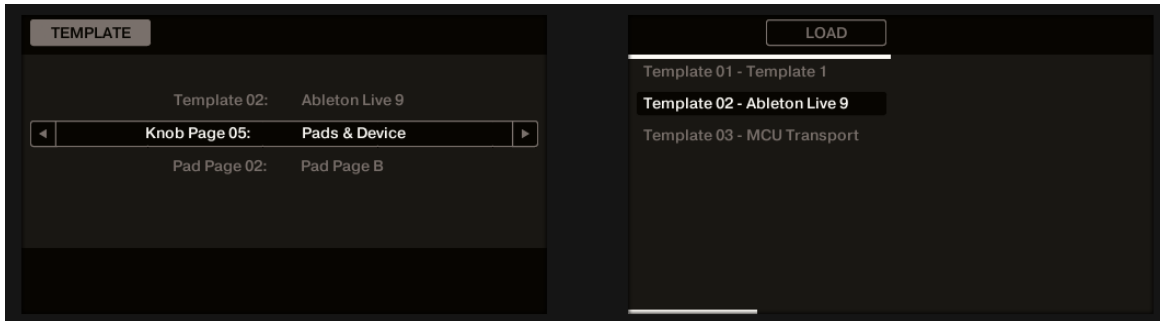 TEMPLATE
Template 02: Ableton Live 9
Knob Page 05: Pads & Device
Pad Page 02: Pad Page B
LOAD
Template 01 - Template 1
Template 02 - Ableton Live 9
Template 03 - MCU Transport